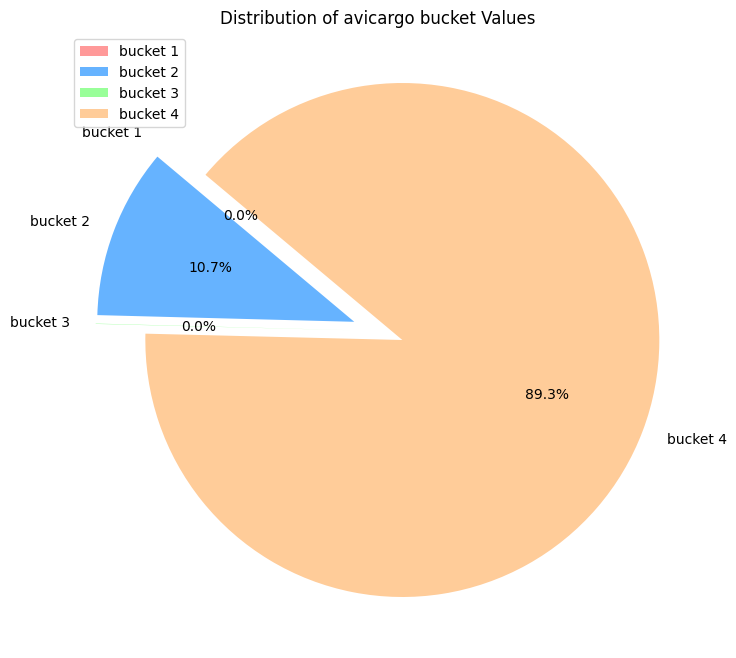 Distribution of avicargo bucket Values
bucket 1
bucket 2
bucket 3
bucket 4
bucket 1
0.0%
bucket 2
10.7%
bucket 3
0.0%
89.3%
bucket 4